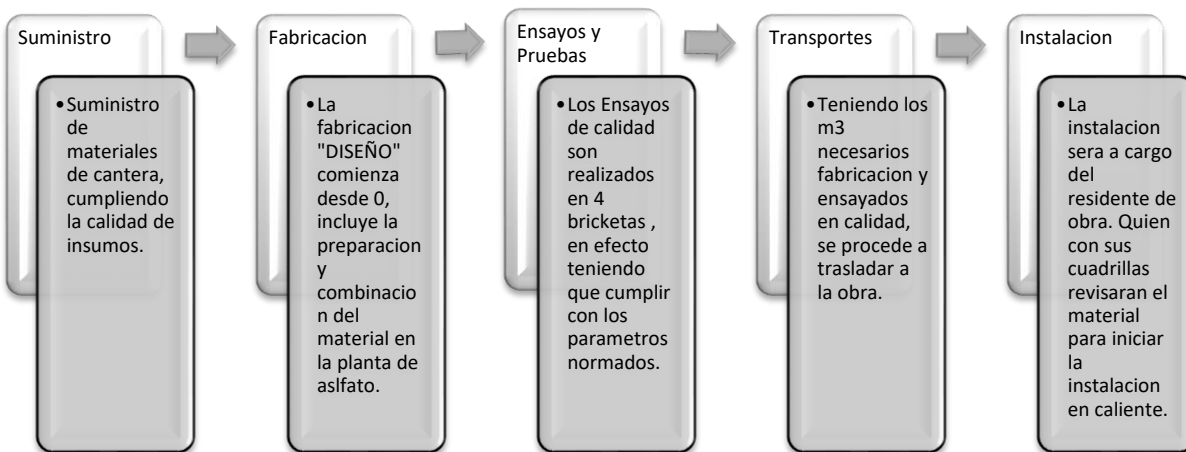 Suministro
•Suministro
de
materiales
de cantera,
cumpliendo
la calidad de
insumos.
Fabricacion
•La
fabricacion
"DISEÑO"
comienza
desde 0,
incluye la
preparacion
y
combinacio
n del
material en
la planta de
aslfato.
Ensayos y
Pruebas
•Los Ensayos
de calidad
son
realizados
en 4
bricketas ,
en efecto
teniendo
que cumplir
con los
parametros
normados.
Transportes
•Teniendo los
m3
necesarios
fabricacion y
ensayados
en calidad,
se procede a
trasladar a
la obra.
Instalacion
•La
instalacion
sera a cargo
del
residente de
obra. Quien
con sus
cuadrillas
revisaran el
material
para iniciar
la
instalacion
en caliente.